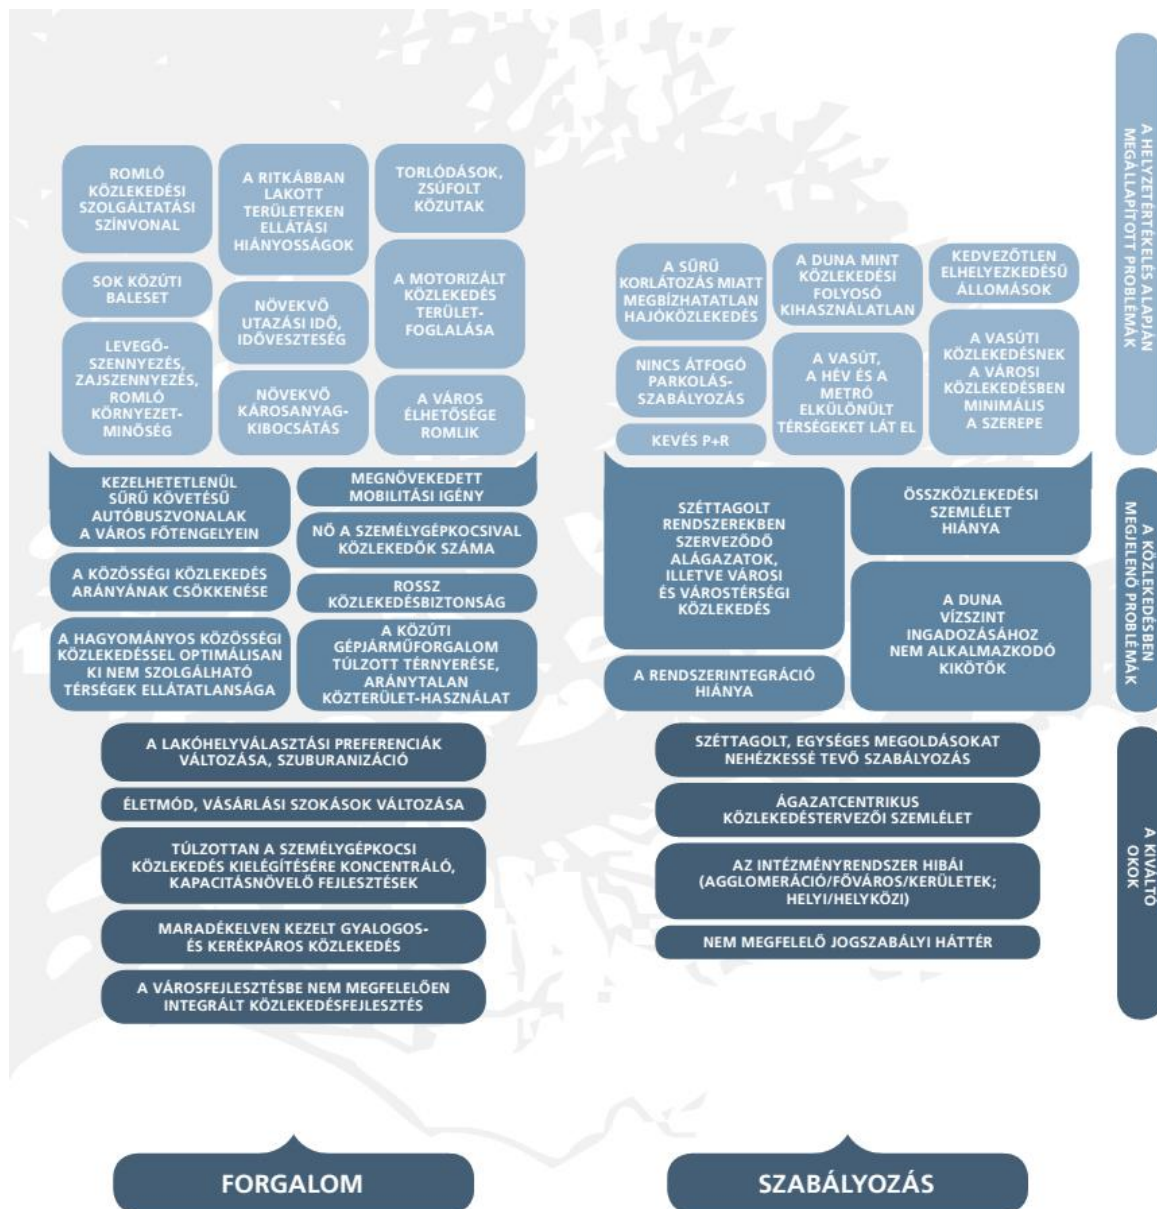 ROMLÓ
KÖZLEKEDÉSI
SZOLGÁLTATÁSI
SZÍNVONAL
SOK KÖZÚTI
BALESET
LEVEGŐ-
SZENNYEZÉS,
ZAJSZENNYEZÉS,
ROMLÓ
KÖRNYEZET-
MINŐSÉG
A RITKÁBBAN
LAKOTT
TERÜLETEKEN
ELLÁTÁSI
HIÁNYOSSÁGOK
NÖVEKVŐ
UTAZÁSI IDŐ,
IDŐVESZTESÉG
NÖVEKVŐ
KÁROSANYAG-
KIBOCSÁTÁS
TORLÓDÁSOK,
ZSÚFOLT
KÖZUTAK
A MOTORIZÁLT
KÖZLEKEDÉS
TERÜLET-
FOGLALÁSA
A VÁROS
ÉLHETŐSÉGE
ROMLIK
KEZELHETETLENÜL
SŰRŰ KÖVETÉSŰ
AUTÓBUSZVONALAK
A VÁROS FŐTENGELYEIN
A KÖZÖSSÉGI KÖZLEKEDÉS
ARÁNYÁNAK CSÖKKENÉSE
A HAGYOMÁNYOS KÖZÖSSÉGI
KÖZLEKEDÉSSEL OPTIMÁLISAN
KI NEM SZOLGÁLHATÓ
TÉRSÉGEK ELLÁTATLANSÁGA
MEGNÖVEKEDETT
MOBILITÁSI IGÉNY
NŐ A SZEMÉLYGÉPKOCSIVAL
KÖZLEKEDŐK SZÁMA
ROSSZ
KÖZLEKEDÉSBIZTONSÁG
A KÖZÚTI
GÉPJÁRMŰFORGALOM
TÚLZOTT TÉRNYERÉSE,
ARÁNYTALAN
KÖZTERÜLET-HASZNÁLAT
A LAKÓHELYVÁLASZTÁSI PREFERENCIÁK
VÁLTOZÁSA, SZUBURANIZÁCIÓ
ÉLETMÓD, VÁSÁRLÁSI SZOKÁSOK VÁLTOZÁSA
TÚLZOTTAN A SZEMÉLYGÉPKOCSI
KÖZLEKEDÉS KIELÉGÍTÉSÉRE KONCENTRÁLÓ,
KAPACITÁSNÖVELŐ FEJLESZTÉSEK
MARADÉKELVEN KEZELT GYALOGOS-
ÉS KERÉKPÁROS KÖZLEKEDÉS
A VÁROSFEJLESZTÉSBE NEM MEGFELELŐEN
INTEGRÁLT KÖZLEKEDÉSFEJLESZTÉS
FORGALOM
A SŰRŰ
KORLÁTOZÁS MIATT
MEGBÍZHATATLAN
HAJÓKÖZLEKEDÉS
NINCS ÁTFOGÓ
PARKOLÁS-
SZABÁLYOZÁS
KEVÉS P+R
A DUNA MINT
KÖZLEKEDÉSI
FOLYOSÓ
KIHASZNÁLATLAN
A VASÚT,
A HÉV ÉS A
METRÓ
ELKÜLÖNÜLT
TÉRSÉGEKET LÁT EL
KEDVEZŐTLEN
ELHELYEZKEDÉSŰ
ÁLLOMÁSOK
A VASÚTI
KÖZLEKEDÉSNEK
A VÁROSI
KÖZLEKEDÉSBEN
MINIMÁLIS
A SZEREPE
SZÉTTAGOLT
RENDSZEREKBEN
SZERVEZŐDŐ
ALÁGAZATOK,
ILLETVE VÁROSI
ÉS VÁROSTÉRSÉGI
KÖZLEKEDÉS
A RENDSZERINTEGRÁCIÓ
HIÁNYA
ÖSSZKÖZLEKEDÉSI
SZEMLÉLET
HIÁNYA
A DUNA
VÍZSZINT
INGADOZÁSÁHOZ
NEM ALKALMAZKODÓ
KIKÖTŐK
SZÉTTAGOLT, EGYSÉGES MEGOLDÁSOKAT
NEHÉZKESSÉ TEVŐ SZABÁLYOZÁS
ÁGAZATCENTRIKUS
KÖZLEKEDÉSTERVEZŐI SZEMLÉLET
AZ INTÉZMÉNYRENDSZER HIBÁI
(AGGLOMERÁCIÓ/FŐVÁROS/KERÜLETEK;
HELYI/HELYKÖZI)
NEM MEGFELELŐ JOGSZABÁLYI HÁTTÉR
SZABÁLYOZÁS
A HELYZETÉRTÉKELÉS ALAPJÁN
MEGÁLLAPÍTOTT PROBLÉMÁK
A KÖZLEKEDÉSBEN
MEGJELENŐ PROBLÉMÁK
A KIVÁLTÓ
OKOK